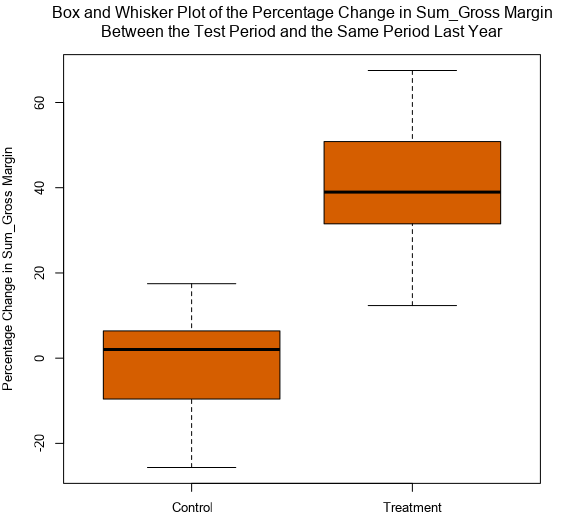 Box and Whisker Plot of the Percentage Change in Sum_Gross Margin
Between the Test Period and the Same Period Last Year
Percentage Change in Sum_Gross Margin
60
40
20
0
-20
Control
Treatment